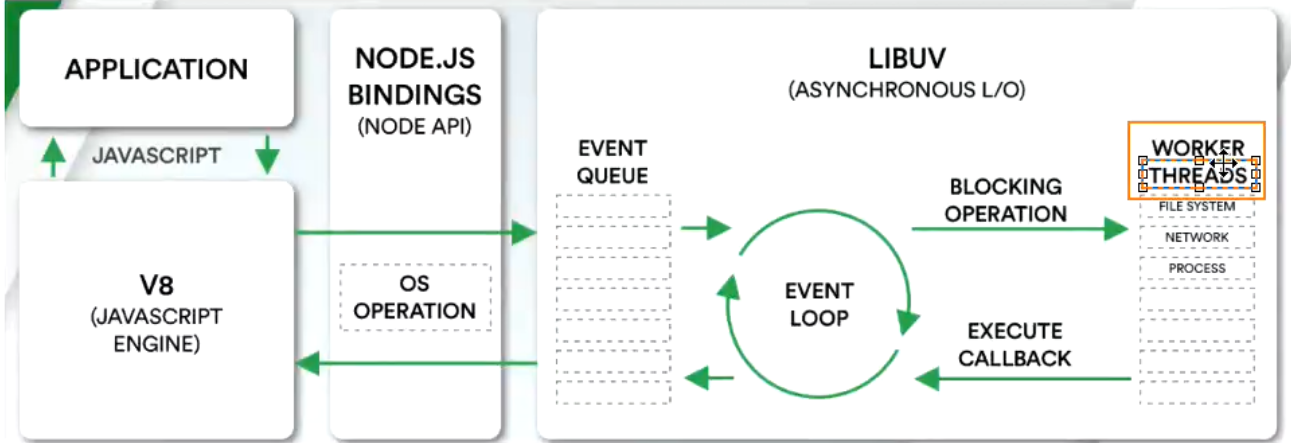 APPLICATION
JAVASCRIPT
V8
(JAVASCRIPT
ENGINE)
NODE.JS
BINDINGS
(NODE API)
OS
OPERATION
LIBUV
(ASYNCHRONOUS L/O)
EVENT
QUEUE
EVENT
LOOP
BLOCKING
OPERATION
EXECUTE
CALLBACK
WORKER
THREADS
FILE SYSTEM
NETWORK
PROCESS